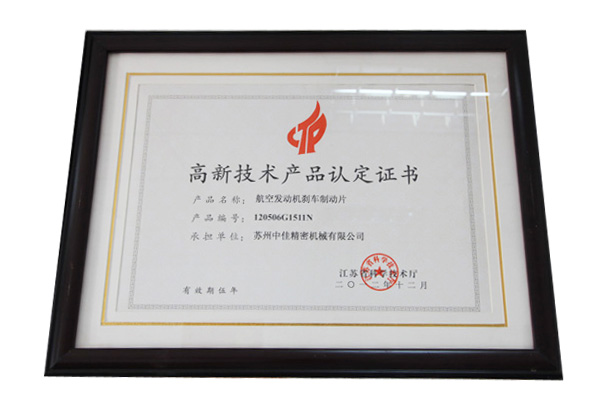 高新技术产品认定证书
产品名称：航空发动机刹车制动片
产品编号：120506G1511N
承担单位：苏州中佳精密机械有限公司
江苏省科学技术厅
二〇一二年十二月
有效期伍年